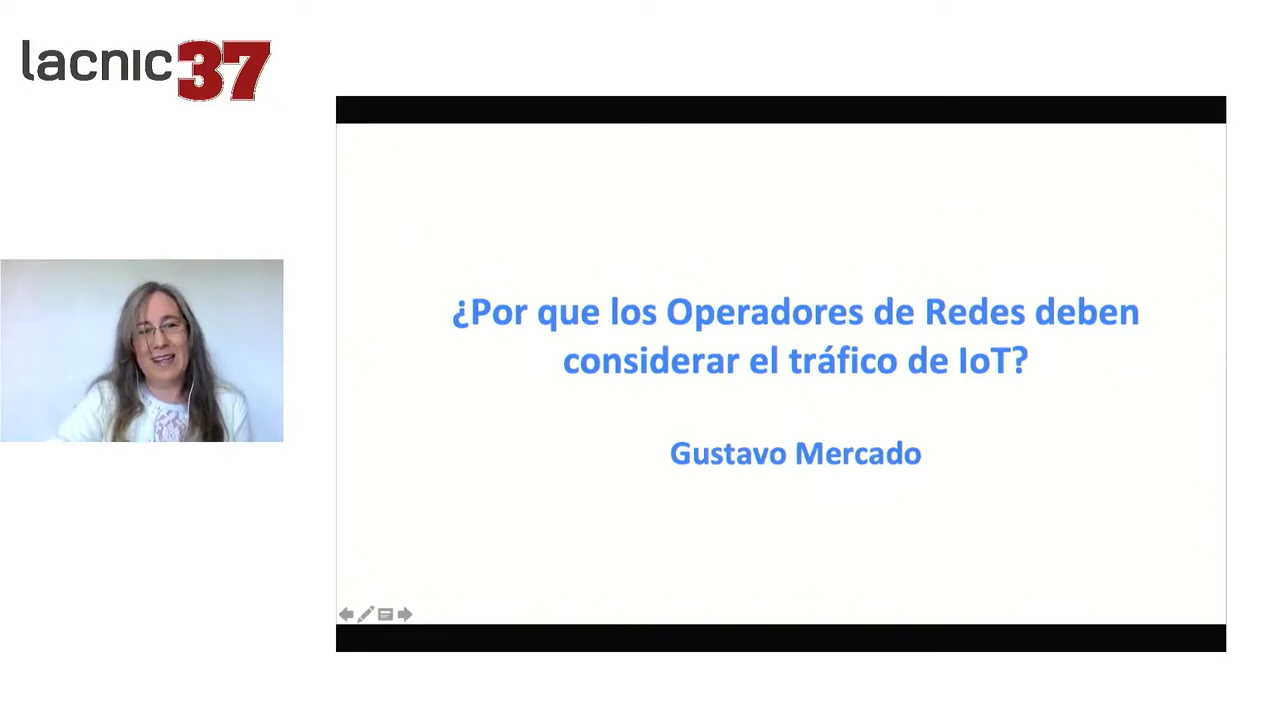 lacnic37
¿Por que los Operadores de Redes deben
considerar el tráfico de IoT?
Gustavo Mercado